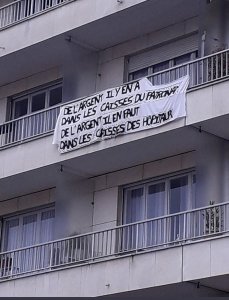 DE L'ARGENT IL Y EN A
DANS LES CAISSES DU PATRONAT
DE L'ARGENT IL EN FAUT
DANS LES CAISSES DES HÔPITAUX